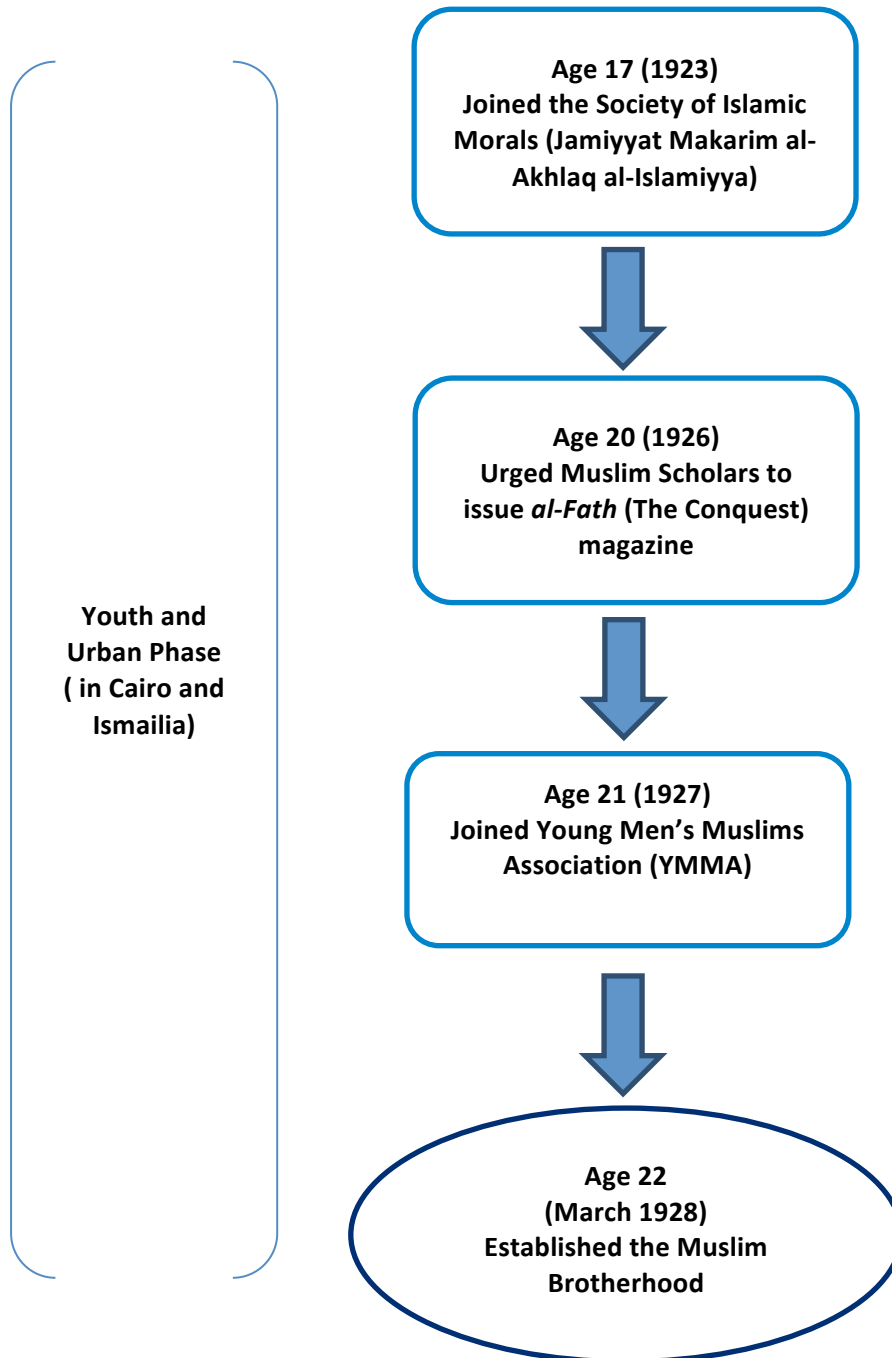 Age 17 (1923)
Joined the Society of Islamic
Morals (Jamiyyat Makarim al-
Akhlaq al-Islamiyya)
Age 20 (1926)
Urged Muslim Scholars to
issue al-Fath (The Conquest)
magazine
Youth and
Urban Phase
( in Cairo and
Ismailia)
Age 21 (1927)
Joined Young Men’s Muslims
Association (YMMA)
Age 22
(March 1928)
Established the Muslim
Brotherhood